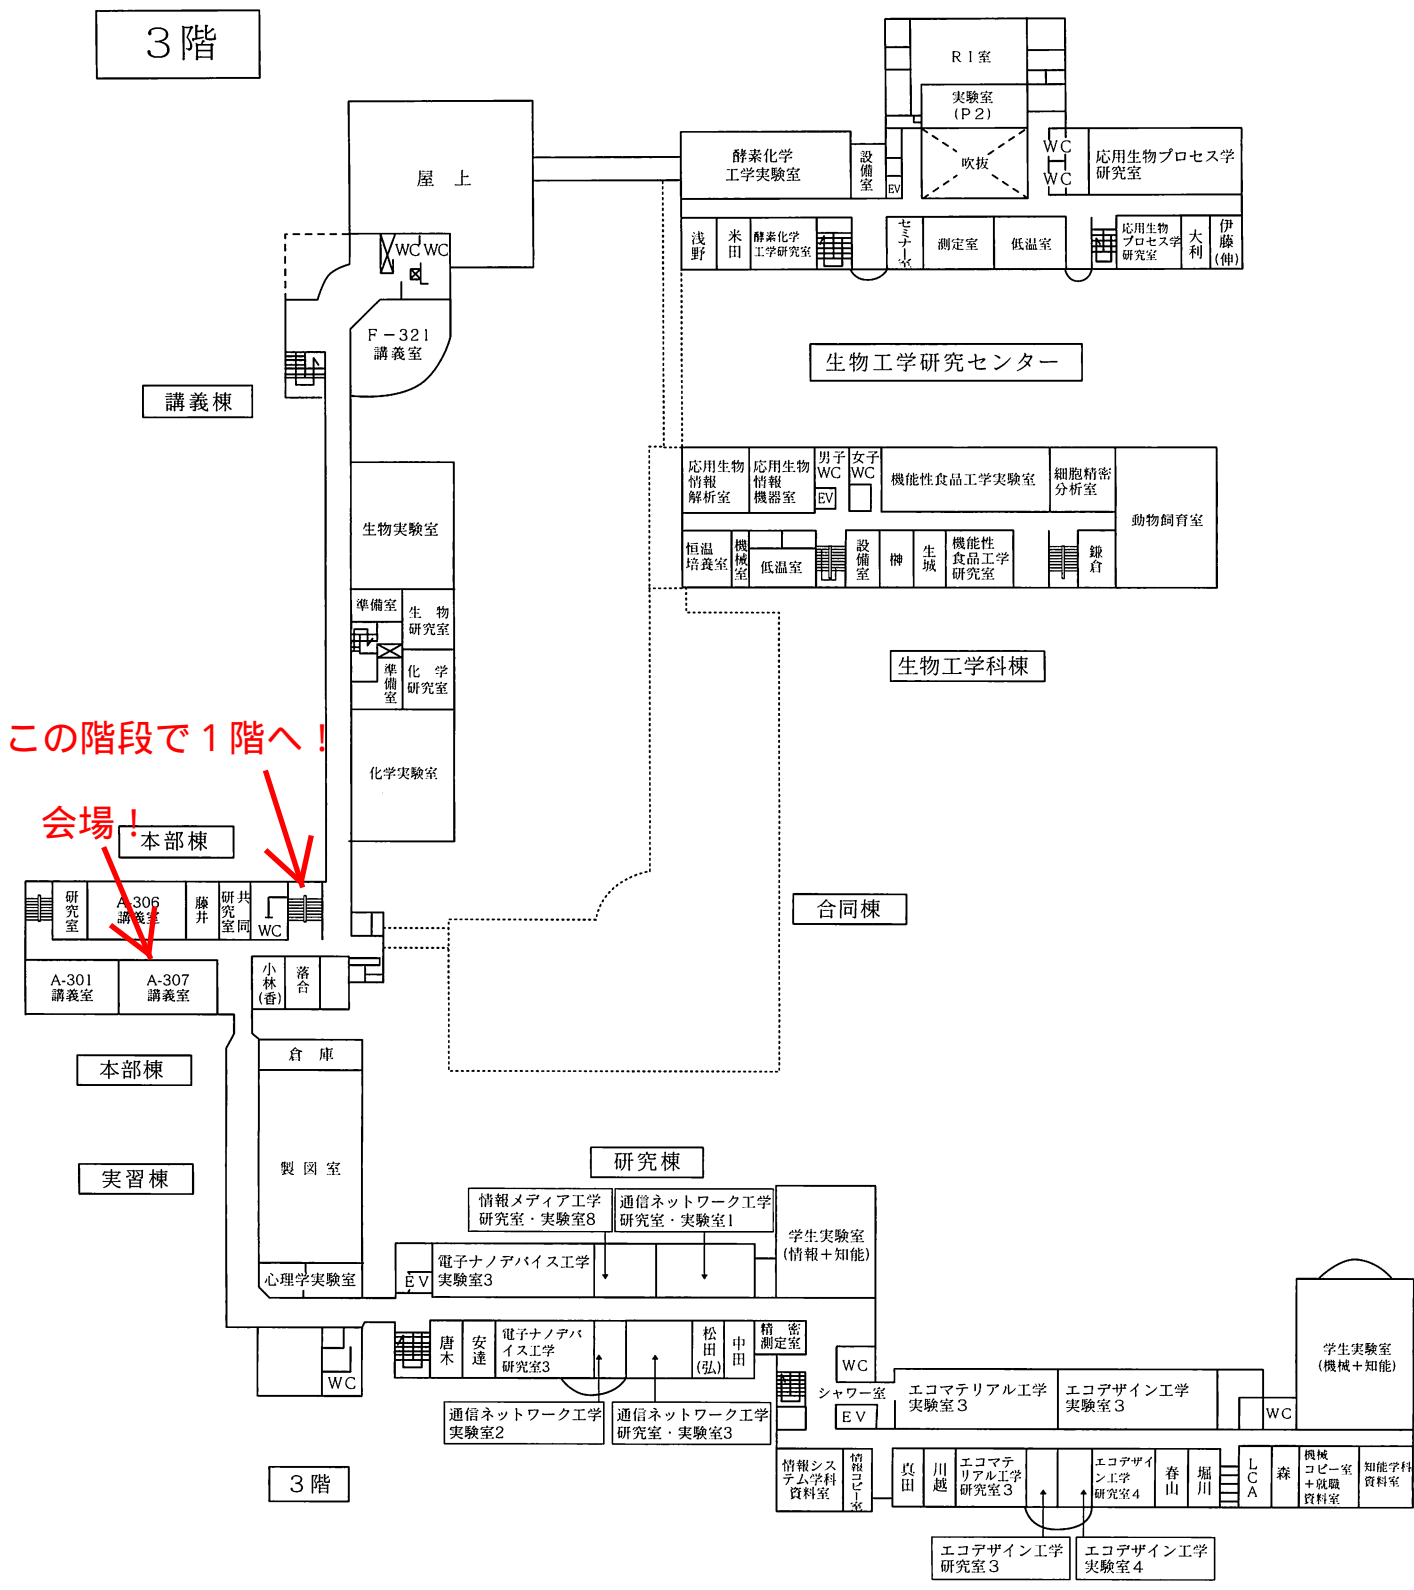 ３階
ＲＩ室
実験室
(Ｐ２)
吹抜
酵素化学
工学実験室
設備室
EV
WC
WC
応用生物プロセス学
研究室
屋　上
浅野
米田
酵素化学
工学研究室
セミナー室
測定室
低温室
応用生物
プロセス学
研究室
大利
伊藤(伸)
WC WC
Ｆ－321
講義室
生物工学研究センター
講義棟
応用生物
情報
解析室
応用生物
情報
機器室
男子
WC
EV
女子
WC
機能性食品工学実験室
細胞精密
分析室
動物飼育室
生物実験室
恒温
培養室
機械室
低温室
設備室
榊
生城
機能性
食品工学
研究室
鎌倉
準備室
生　物
研究室
準備室
化　学
研究室
生物工学科棟
この階段で１階へ！
化学実験室
会場！
本部棟
研究室
A-306
講義室
藤井
共同
研究室
WC
合同棟
A-301
講義室
A-307
講義室
小林(香)
落合
倉　庫
本部棟
製図室
実習棟
研究棟
情報メディア工学
研究室・実験室8
通信ネットワーク工学
研究室・実験室1
学生実験室
(情報＋知能)
心理学実験室
ＥＶ
電子ナノデバイス工学
実験室3
唐木
安達
電子ナノデバ
イス工学
研究室3
松田(弘)
中田
精　密
測定室
WC
WC
シャワー室
ＥＶ
エコマテリアル工学
実験室３
エコデザイン工学
実験室３
WC
学生実験室
(機械＋知能)
通信ネットワーク工学
実験室2
通信ネットワーク工学
研究室・実験室3
３階
情報シス
テム学科
資料室
情報コピー室
真田
川越
エコマテ
リアル工学
研究室３
エコデザイ
ン工学
研究室４
春山
堀川
LCA
森
機械
コピー室
＋就職
資料室
知能学科
資料室
エコデザイン工学
研究室３
エコデザイン工学
実験室４